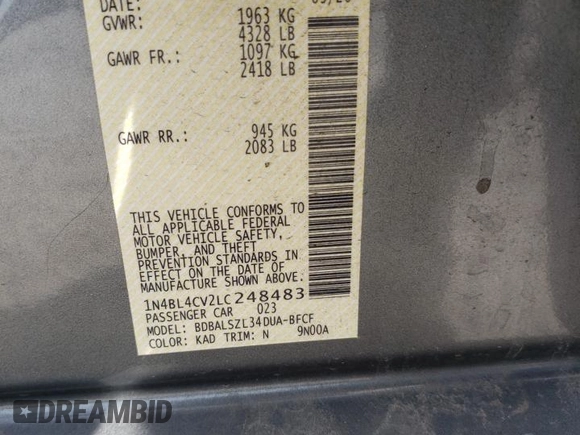 DATE:
GVWR: 1963 KG
4328 LB
GAWR FR.: 1097 KG
2418 LB
GAWR RR.: 945 KG
2083 LB
THIS VEHICLE CONFORMS TO
ALL APPLICABLE FEDERAL
MOTOR VEHICLE SAFETY,
BUMPER, AND THEFT
PREVENTION STANDARDS IN
EFFECT ON THE DATE OF
MANUFACTURE SHOWN ABOVE.
1N4BL4CV2LC248483
PASSENGER CAR 023
MODEL: BDBALSZL34DUA-BFCF
COLOR: KAD TRIM: N 9N00A
DREAMBID